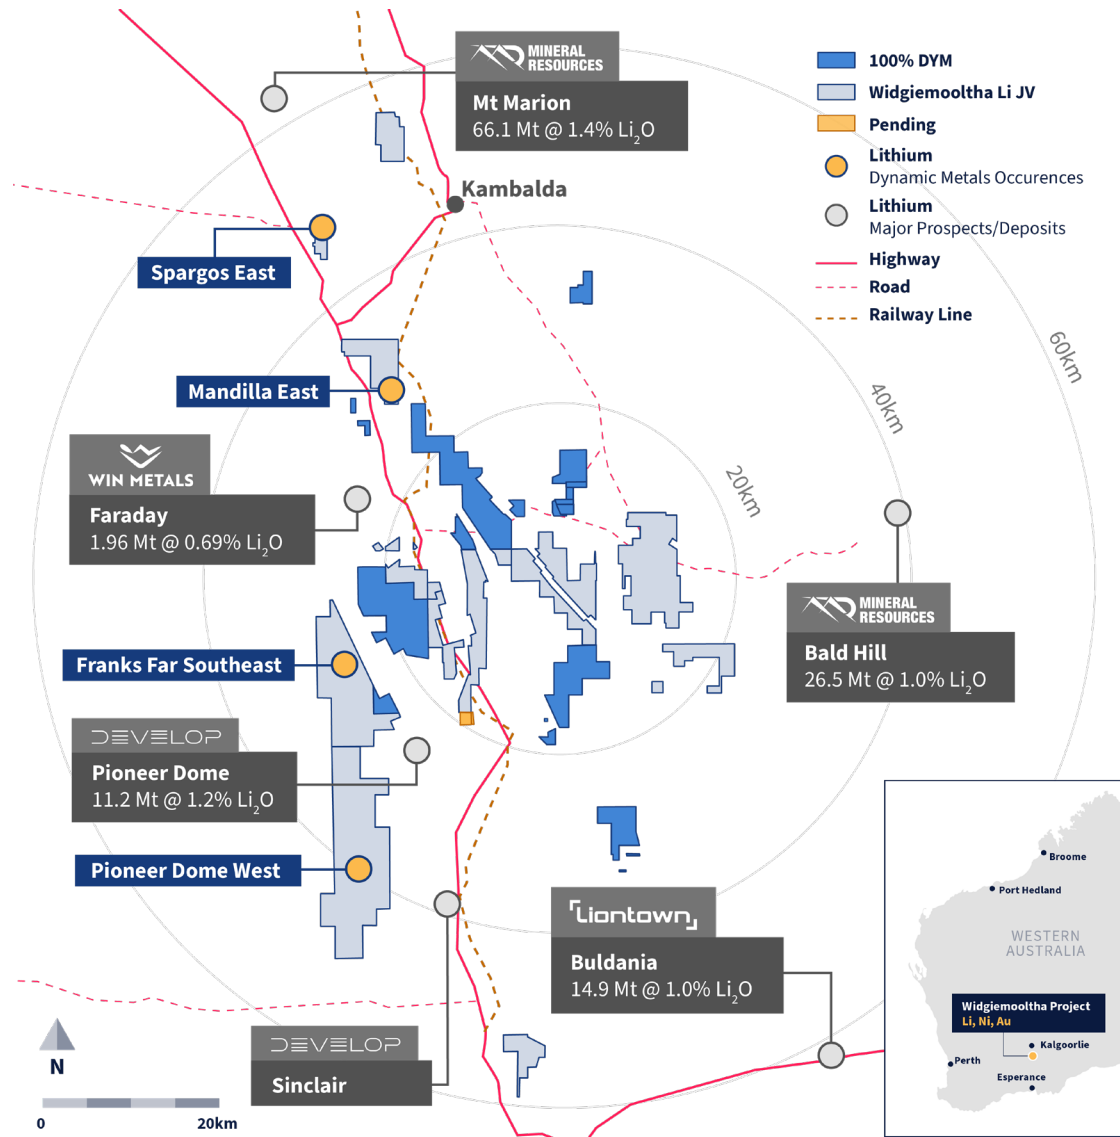 MINERAL
RESOURCES
Mt Marion
66.1 Mt @ 1.4% Li₂O
100% DYM
Widgiemooltha Li JV
Pending
Lithium
Dynamic Metals Occurences
Lithium
Major Prospects/Deposits
Highway
Road
Railway Line
Kambalda
Spargos East
Mandilla East
60km
40km
20km
WIN METALS
Faraday
1.96 Mt @ 0.69% Li₂O
MINERAL
RESOURCES
Bald Hill
26.5 Mt @ 1.0% Li₂O
Franks Far Southeast
DEVELOP
Pioneer Dome
11.2 Mt @ 1.2% Li₂O
Pioneer Dome West
Liontown
Buldania
14.9 Mt @ 1.0% Li₂O
DEVELOP
Sinclair
N
0 20km
Broome
Port Hedland
WESTERN
AUSTRALIA
Widgiemooltha Project
Li, Ni, Au
Kalgoorlie
Perth
Esperance